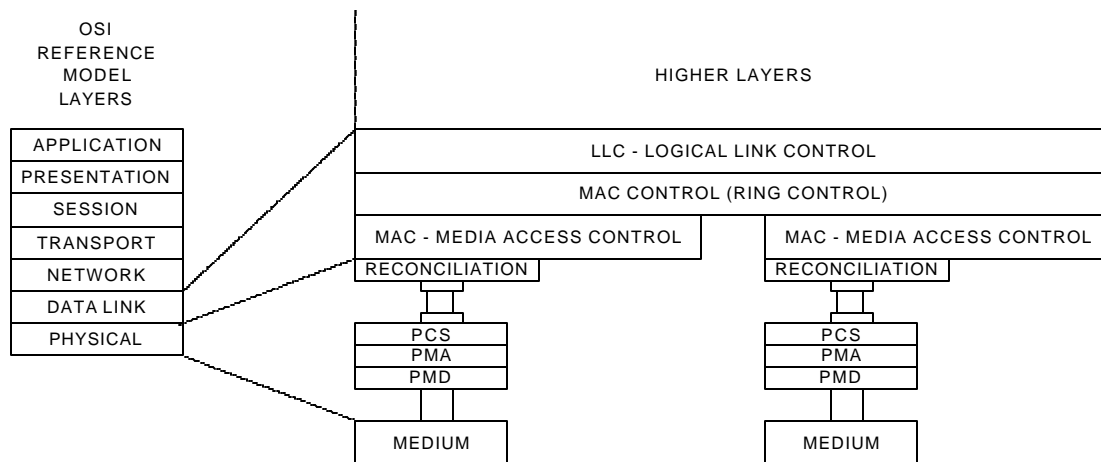 OSI
REFERENCE
MODEL
LAYERS
APPLICATION
PRESENTATION
SESSION
TRANSPORT
NETWORK
DATA LINK
PHYSICAL
HIGHER LAYERS
LLC - LOGICAL LINK CONTROL
MAC CONTROL (RING CONTROL)
MAC - MEDIA ACCESS CONTROL
RECONCILIATION
PCS
PMA
PMD
MEDIUM
MAC - MEDIA ACCESS CONTROL
RECONCILIATION
PCS
PMA
PMD
MEDIUM